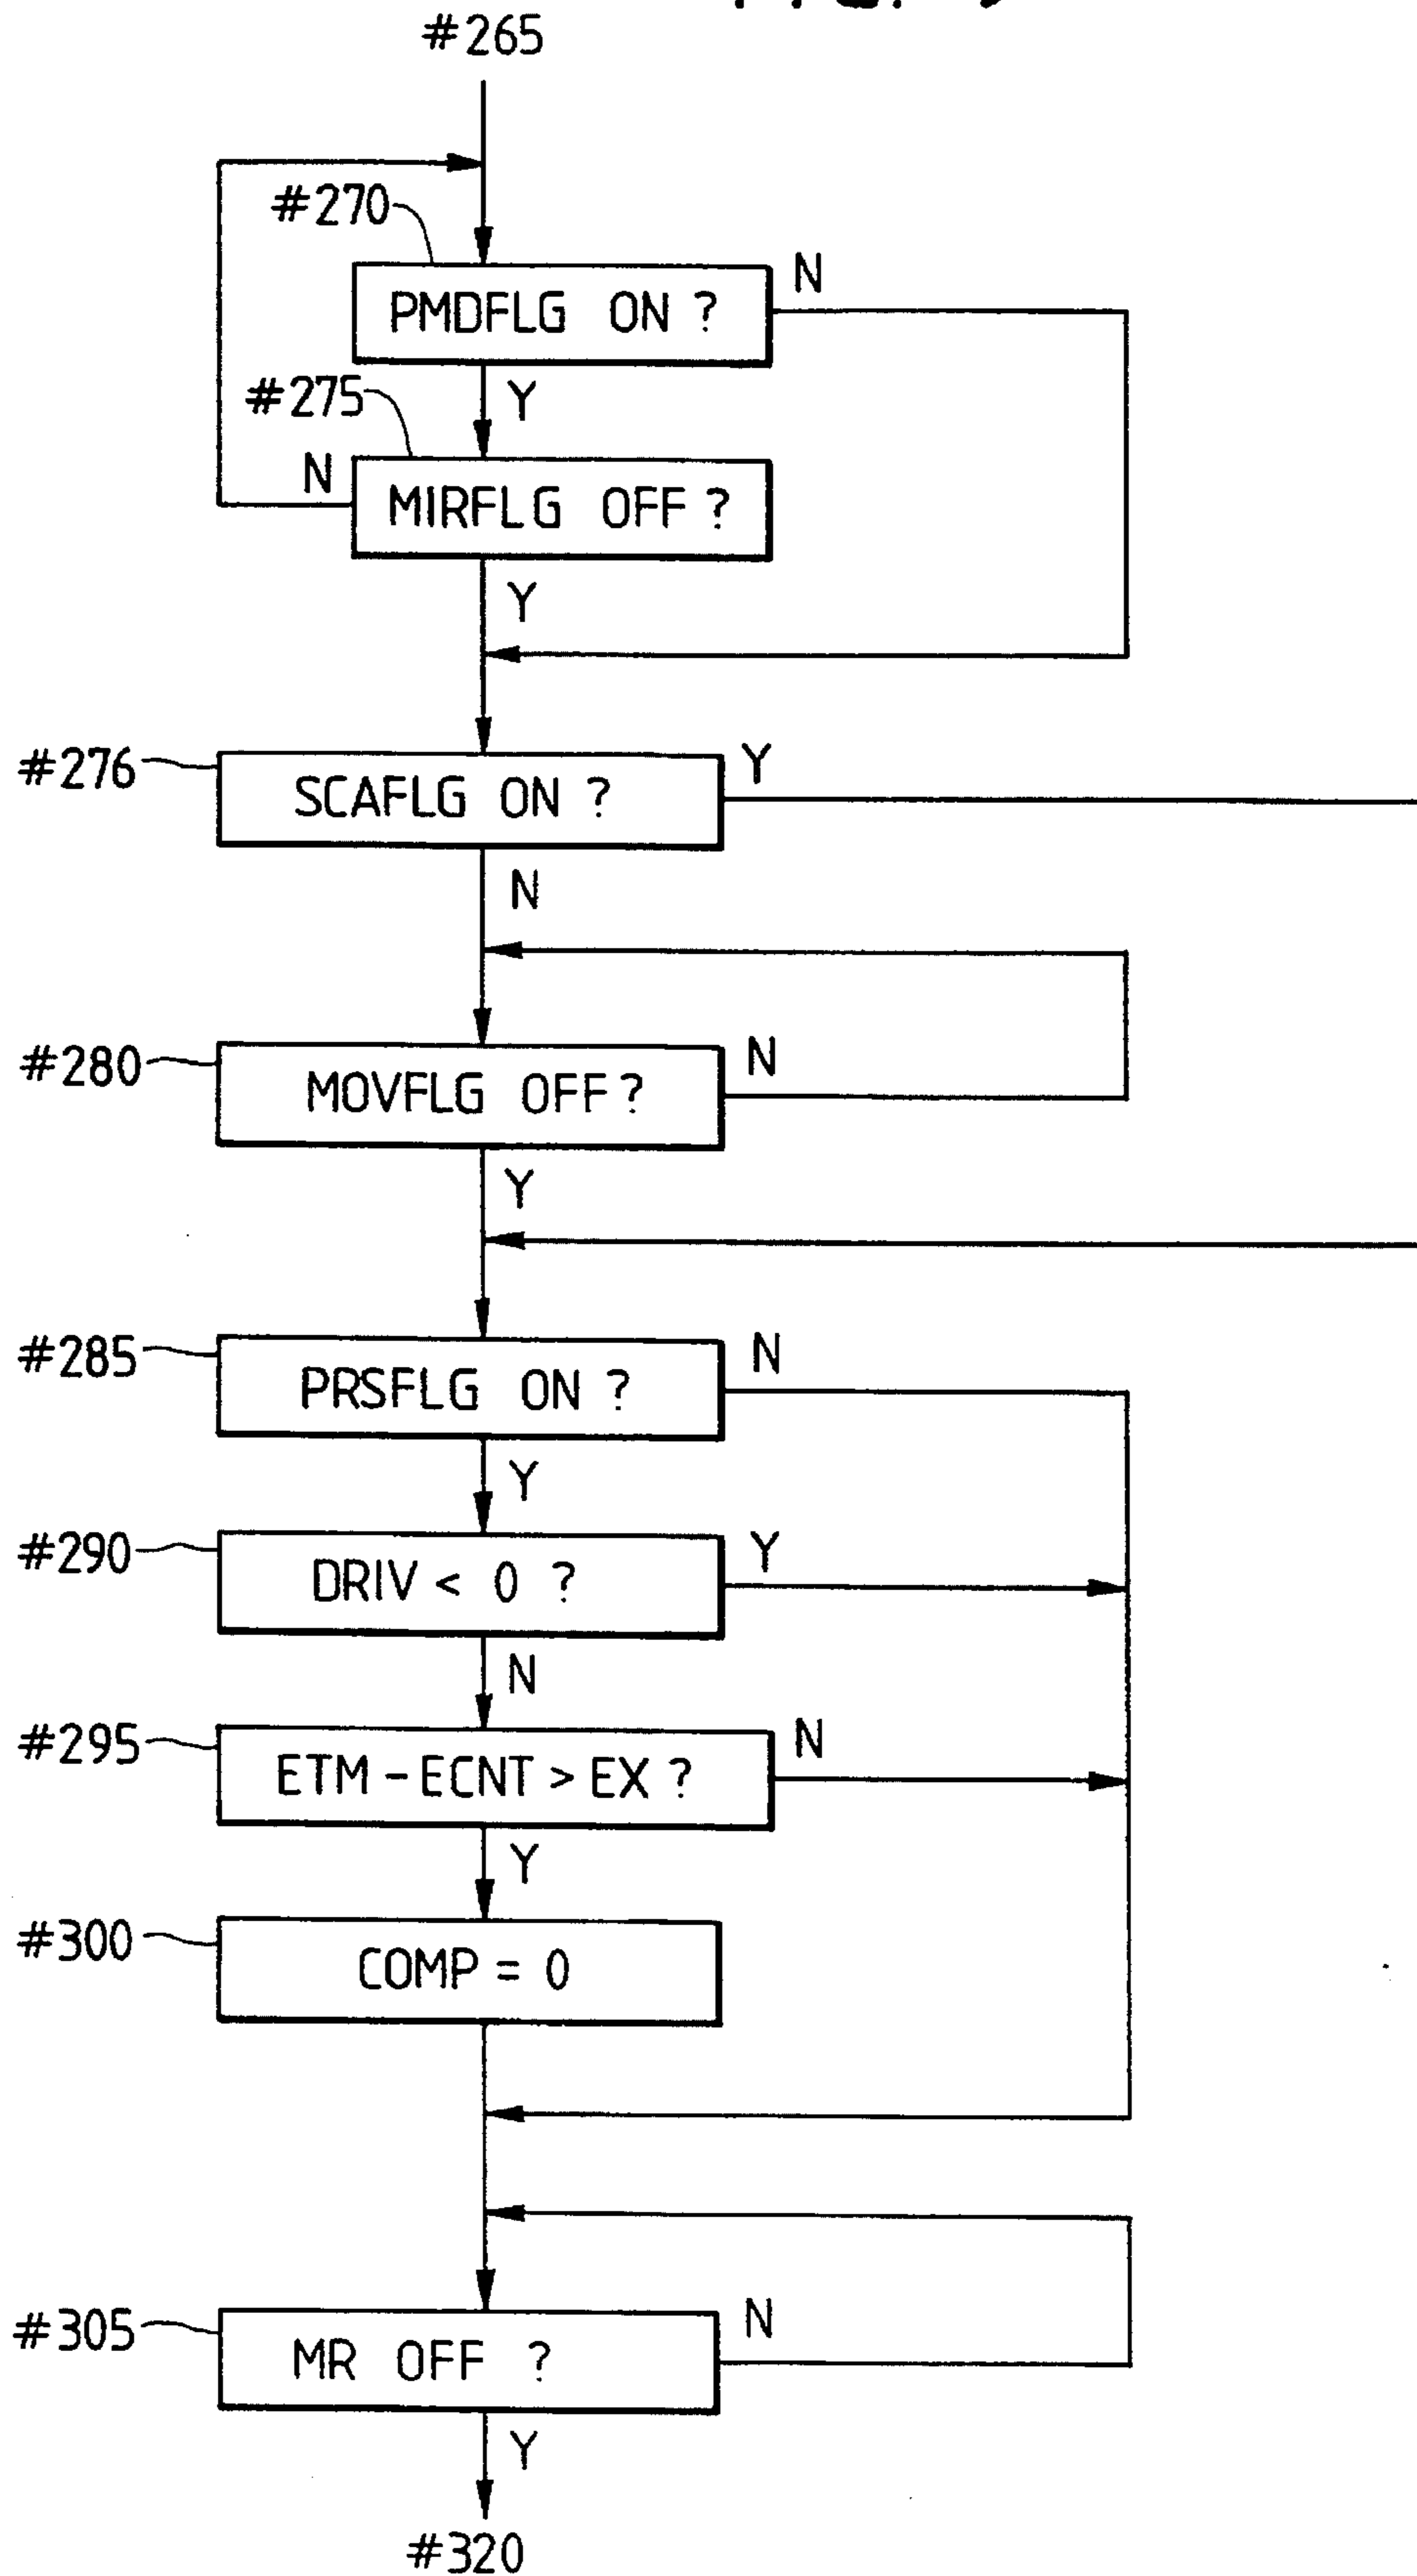 #265
#270
N
PMDFLG ON ?
Y
#275
N
MIRFLG OFF ?
Y
#276
Y
SCAFLG ON ?
N
#280
N
MOVFLG OFF ?
Y
#285
N
PRSFLG ON ?
Y
#290
Y
DRIV < 0 ?
N
#295
N
ETM - ECNT > EX ?
Y
#300
COMP = 0
#305
N
MR OFF ?
Y
#320